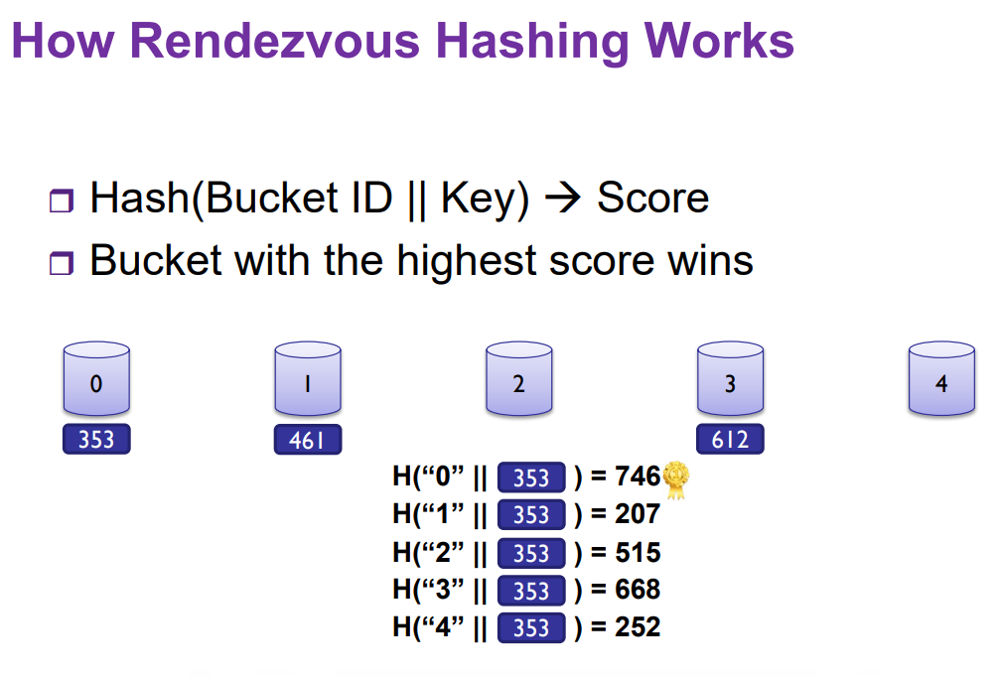 How Rendezvous Hashing Works
Hash(Bucket ID || Key) → Score
Bucket with the highest score wins
0 1 2 3 4
353 461 612
H(“0” || 353 ) = 746
H(“1” || 353 ) = 207
H(“2” || 353 ) = 515
H(“3” || 353 ) = 668
H(“4” || 353 ) = 252